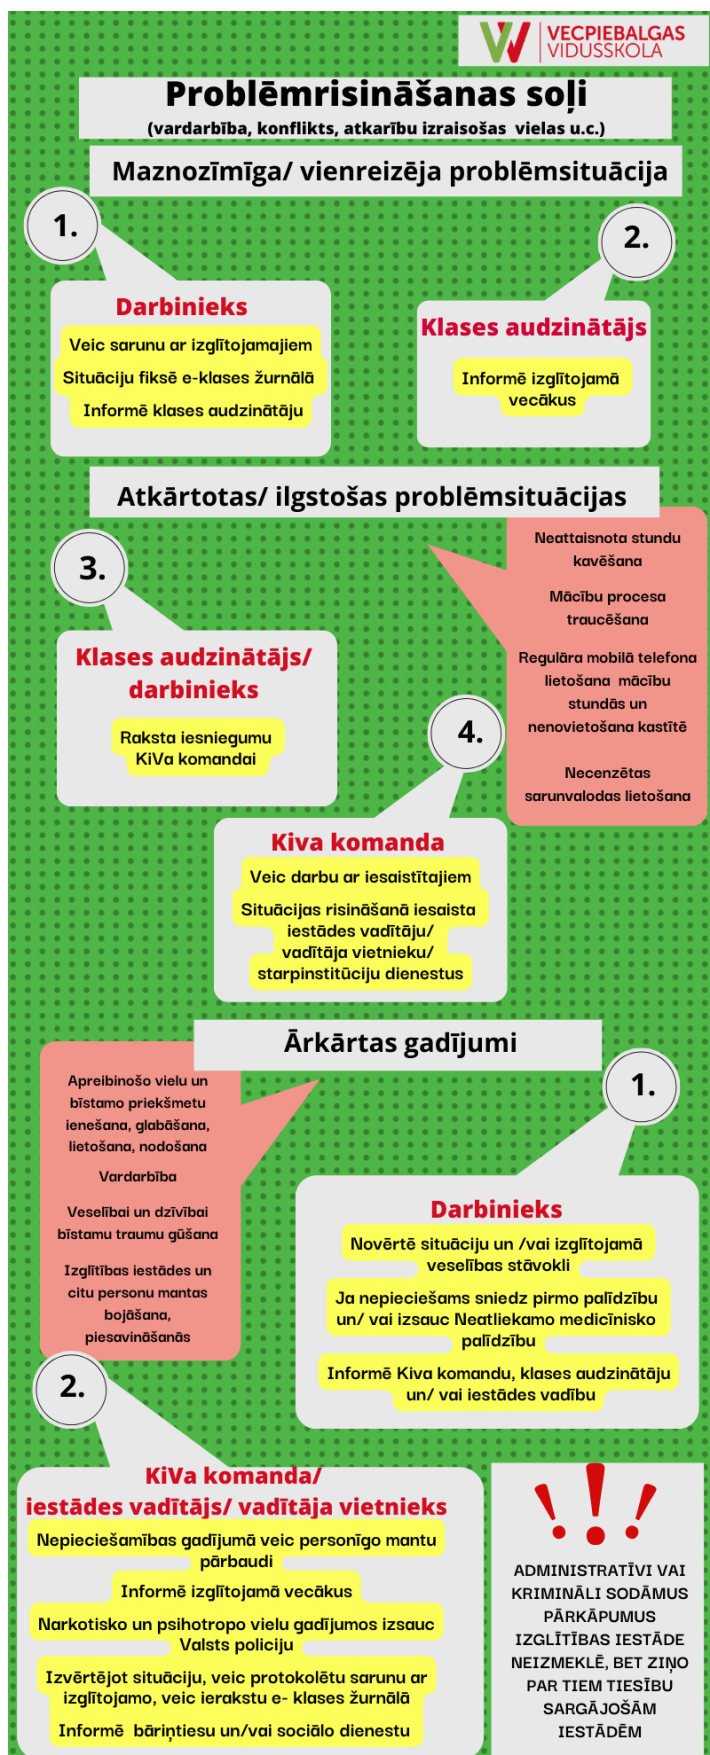 VECPIEBALGAS
VIDUSSKOLA
Problēmrisināšanas soļi
(vardarbība, konflikts, atkarību izraisošas vielas u.c.)
Maznozīmīga/ vienreizēja problēmsituācija
1.
Darbinieks
Veic sarunu ar izglītojamajiem
Situāciju fiksē e-klases žurnālā
Informē klases audzinātāju
2.
Klases audzinātājs
Informē izglītojamā
vecākus
Atkārtotas/ ilgstošas problēmsituācijas
Neattaisnota stundu
kavēšana
Mācību procesa
traucēšana
Regulāra mobilā telefona
lietošana mācību
stundās un
nenovietošana kastītē
Necenzētas
sarunvalodas lietošana
3.
Klases audzinātājs/
darbinieks
Raksta iesniegumu
KiVa komandai
4.
Kiva komanda
Veic darbu ar iesaistītajiem
Situācijas risināšanā iesaista
iestādes vadītāju/
vadītāja vietnieku/
starpinstitūciju dienestus
Ārkārtas gadījumi
Apreibinošo vielu un
bīstamo priekšmetu
ienešana, glabāšana,
lietošana, nodošana
Vardarbība
Veselībai un dzīvībai
bīstamu traumu gūšana
Izglītības iestādes un
citu personu mantas
bojāšana,
piesavināšanās
1.
Darbinieks
Novērtē situāciju un /vai izglītojamā
veselības stāvokli
Ja nepieciešams sniedz pirmo palīdzību
un/ vai izsauc Neatliekamo medicīnisko
palīdzību
Informē Kiva komandu, klases audzinātāju
un/ vai iestādes vadību
2.
KiVa komanda/
iestādes vadītājs/ vadītāja vietnieks
Nepieciešamības gadījumā veic personīgo mantu
pārbaudi
Informē izglītojamā vecākus
Narkotisko un psihotropo vielu gadījumos izsauc
Valsts policiju
Izvērtējot situāciju, veic protokolētu sarunu ar
izglītojamo, veic ierakstu e- klases žurnālā
Informē bāriņtiesu un/vai sociālo dienestu
!!!
ADMINISTRATĪVI VAI
KRIMINĀLI SODĀMUS
PĀRKĀPUMUS
IZGLĪTĪBAS IESTĀDE
NEIZMEKLĒ, BET ZIŅO
PAR TIEM TIESĪBU
SARGĀJOŠĀM
IESTĀDĒM